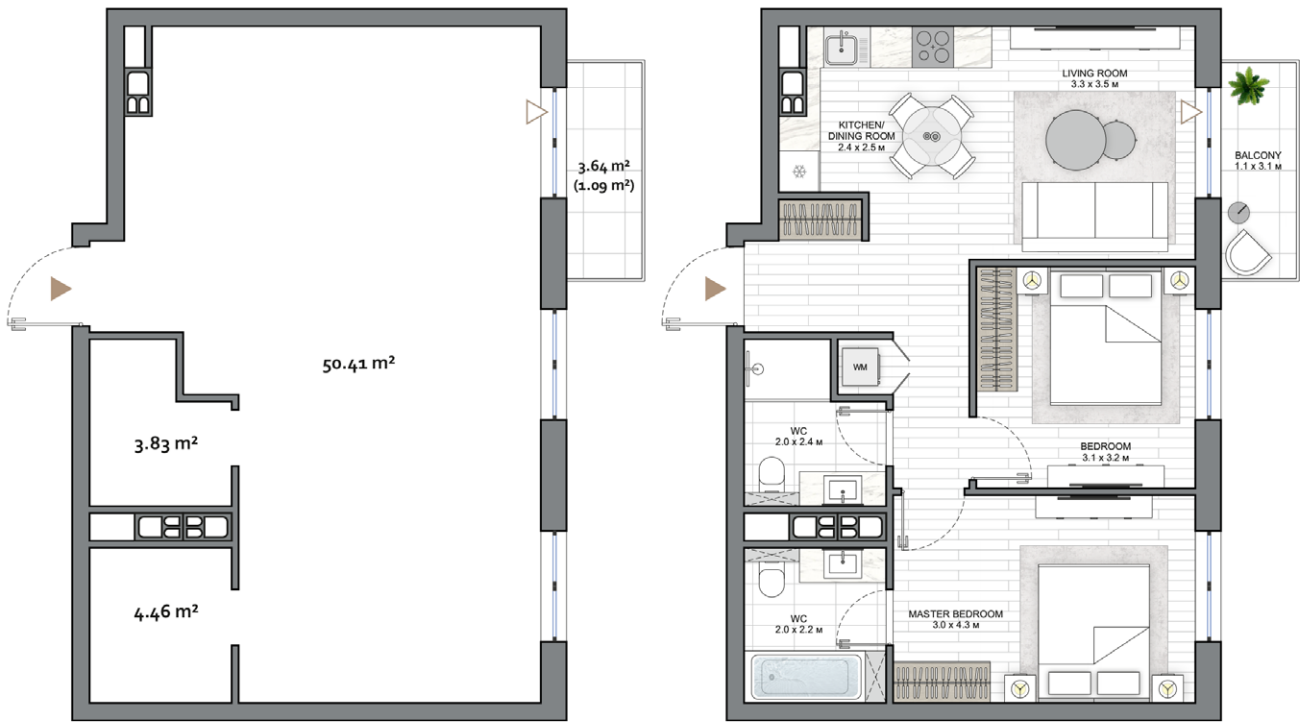 3.64 m²
(1.09 m²)
50.41 m²
3.83 m²
4.46 m²
LIVING ROOM
3.3 x 3.5 м
KITCHEN/
DINING ROOM
2.4 x 2.5 м
BALCONY
1.1 x 3.1 м
WM
WC
2.0 x 2.4 м
BEDROOM
3.1 x 3.2 м
WC
2.0 x 2.2 м
MASTER BEDROOM
3.0 x 4.3 м